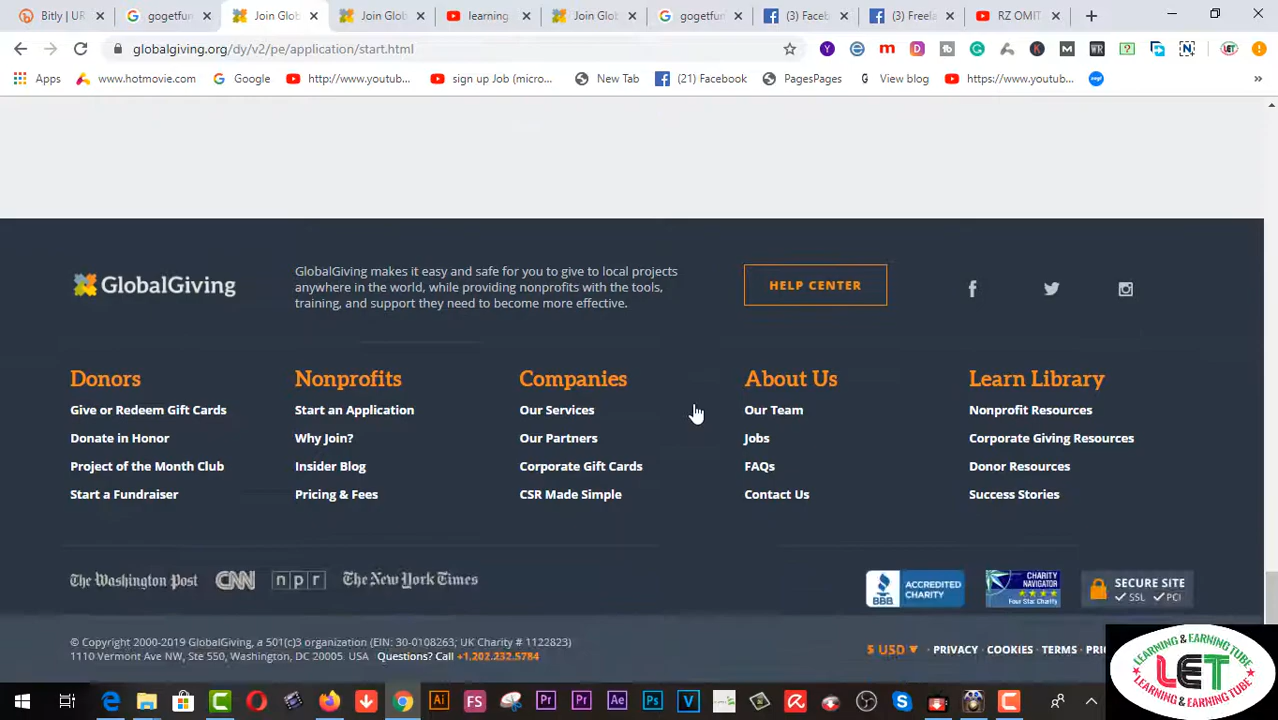 Bitly | UR
gogetfun
Join Glob
Join Glob
learning
Join Glob
gogetfun
(3) Faceb
(3) Freela
RZ OMIT
globalgiving.org/dy/v2/pe/application/start.html
Apps
www.hotmovie.com
Google
http://www.youtub...
sign up Job (micro...
New Tab
(21) Facebook
PagesPages
View blog
https://www.youtub...
GlobalGiving
GlobalGiving makes it easy and safe for you to give to local projects
anywhere in the world, while providing nonprofits with the tools,
training, and support they need to become more effective.
HELP CENTER
Donors
Give or Redeem Gift Cards
Donate in Honor
Project of the Month Club
Start a Fundraiser
Nonprofits
Start an Application
Why Join?
Insider Blog
Pricing & Fees
Companies
Our Services
Our Partners
Corporate Gift Cards
CSR Made Simple
About Us
Our Team
Jobs
FAQs
Contact Us
Learn Library
Nonprofit Resources
Corporate Giving Resources
Donor Resources
Success Stories
The Washington Post
CNN
npr
The New York Times
BBB
ACCREDITED
CHARITY
CHARITY
NAVIGATOR
Four Star Charity
SECURE SITE
SSL PCI
© Copyright 2000-2019 GlobalGiving, a 501(c)3 organization (EIN: 30-0108263; UK Charity # 1122823)
1110 Vermont Ave NW, Ste 550, Washington, DC 20005 USA Questions? Call +1.202.232.5784
$ USD ▼ PRIVACY COOKIES TERMS PRI
LEARNING & EARNING TUBE
LET
LEARNING & EARNING TUBE